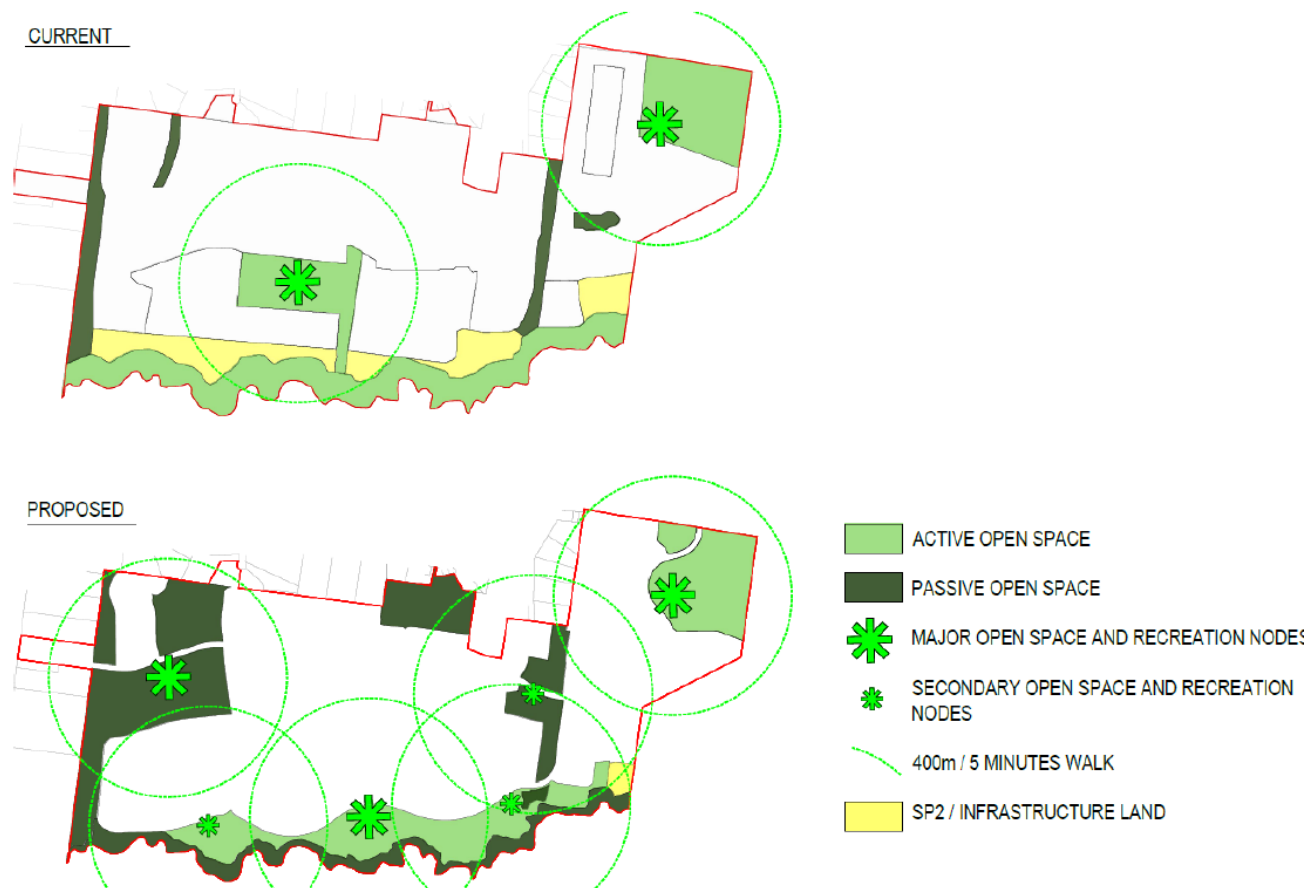 CURRENT
PROPOSED
ACTIVE OPEN SPACE
PASSIVE OPEN SPACE
MAJOR OPEN SPACE AND RECREATION NODES
SECONDARY OPEN SPACE AND RECREATION
NODES
400m / 5 MINUTES WALK
SP2 / INFRASTRUCTURE LAND